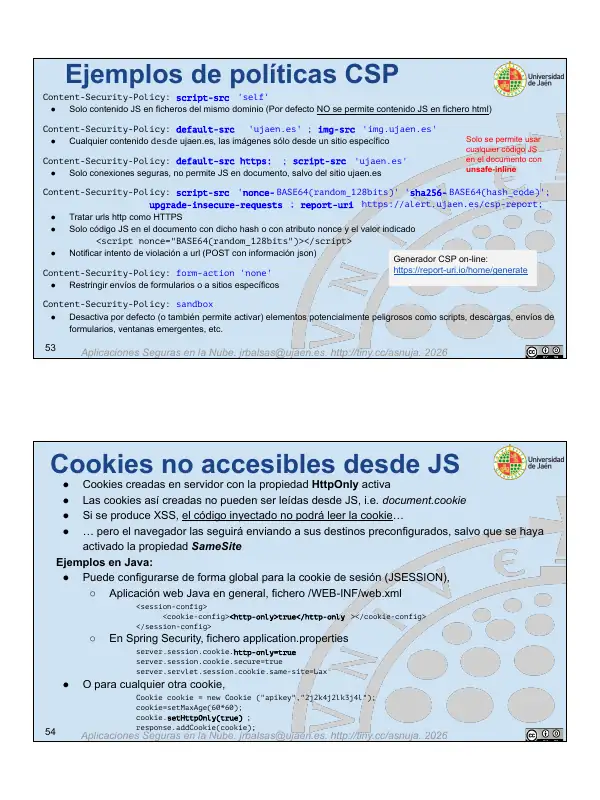 Ejemplos de políticas CSP
Universidad
de Jaén
Content-Security-Policy: script-src 'self'
● Solo contenido JS en ficheros del mismo dominio (Por defecto NO se permite contenido JS en fichero html)
Content-Security-Policy: default-src 'ujaen.es' ; img-src 'img.ujaen.es'
● Cualquier contenido desde ujaen.es, las imágenes sólo desde un sitio específico
Solo se permite usar
cualquier código JS
en el documento con
unsafe-inline
Content-Security-Policy: default-src https: ; script-src 'ujaen.es'
● Solo conexiones seguras, no permite JS en documento, salvo del sitio ujaen.es
Content-Security-Policy: script-src 'nonce-BASE64(random_128bits)' 'sha256-BASE64(hash_code)';
upgrade-insecure-requests ; report-uri https://alert.ujaen.es/csp-report;
● Tratar urls http como HTTPS
● Solo código JS en el documento con dicho hash o con atributo nonce y el valor indicado
<script nonce="BASE64(random_128bits")></script>
● Notificar intento de violación a url (POST con información json)
Generador CSP on-line:
https://report-uri.io/home/generate
Content-Security-Policy: form-action 'none'
● Restringir envíos de formularios o a sitios específicos
Content-Security-Policy: sandbox
● Desactiva por defecto (o también permite activar) elementos potencialmente peligrosos como scripts, descargas, envíos de
formularios, ventanas emergentes, etc.
53
Aplicaciones Seguras en la Nube. jrbalsas@ujaen.es. http://tiny.cc/asnuja. 2026
Cookies no accesibles desde JS
Universidad
de Jaén
● Cookies creadas en servidor con la propiedad HttpOnly activa
● Las cookies así creadas no pueden ser leídas desde JS, i.e. document.cookie
● Si se produce XSS, el código inyectado no podrá leer la cookie…
● … pero el navegador las seguirá enviando a sus destinos preconfigurados, salvo que se haya
activado la propiedad SameSite
Ejemplos en Java:
● Puede configurarse de forma global para la cookie de sesión (JSESSION),
○ Aplicación web Java en general, fichero /WEB-INF/web.xml
<session-config>
<cookie-config><http-only>true</http-only ></cookie-config>
</session-config>
○ En Spring Security, fichero application.properties
server.session.cookie.http-only=true
server.session.cookie.secure=true
server.servlet.session.cookie.same-site=Lax
● O para cualquier otra cookie,
Cookie cookie = new Cookie ("apikey","2j2k4j2lk3j4l");
cookie=setMaxAge(60*60);
cookie.setHttpOnly(true) ;
response.addCookie(cookie);
54
Aplicaciones Seguras en la Nube. jrbalsas@ujaen.es. http://tiny.cc/asnuja. 2026